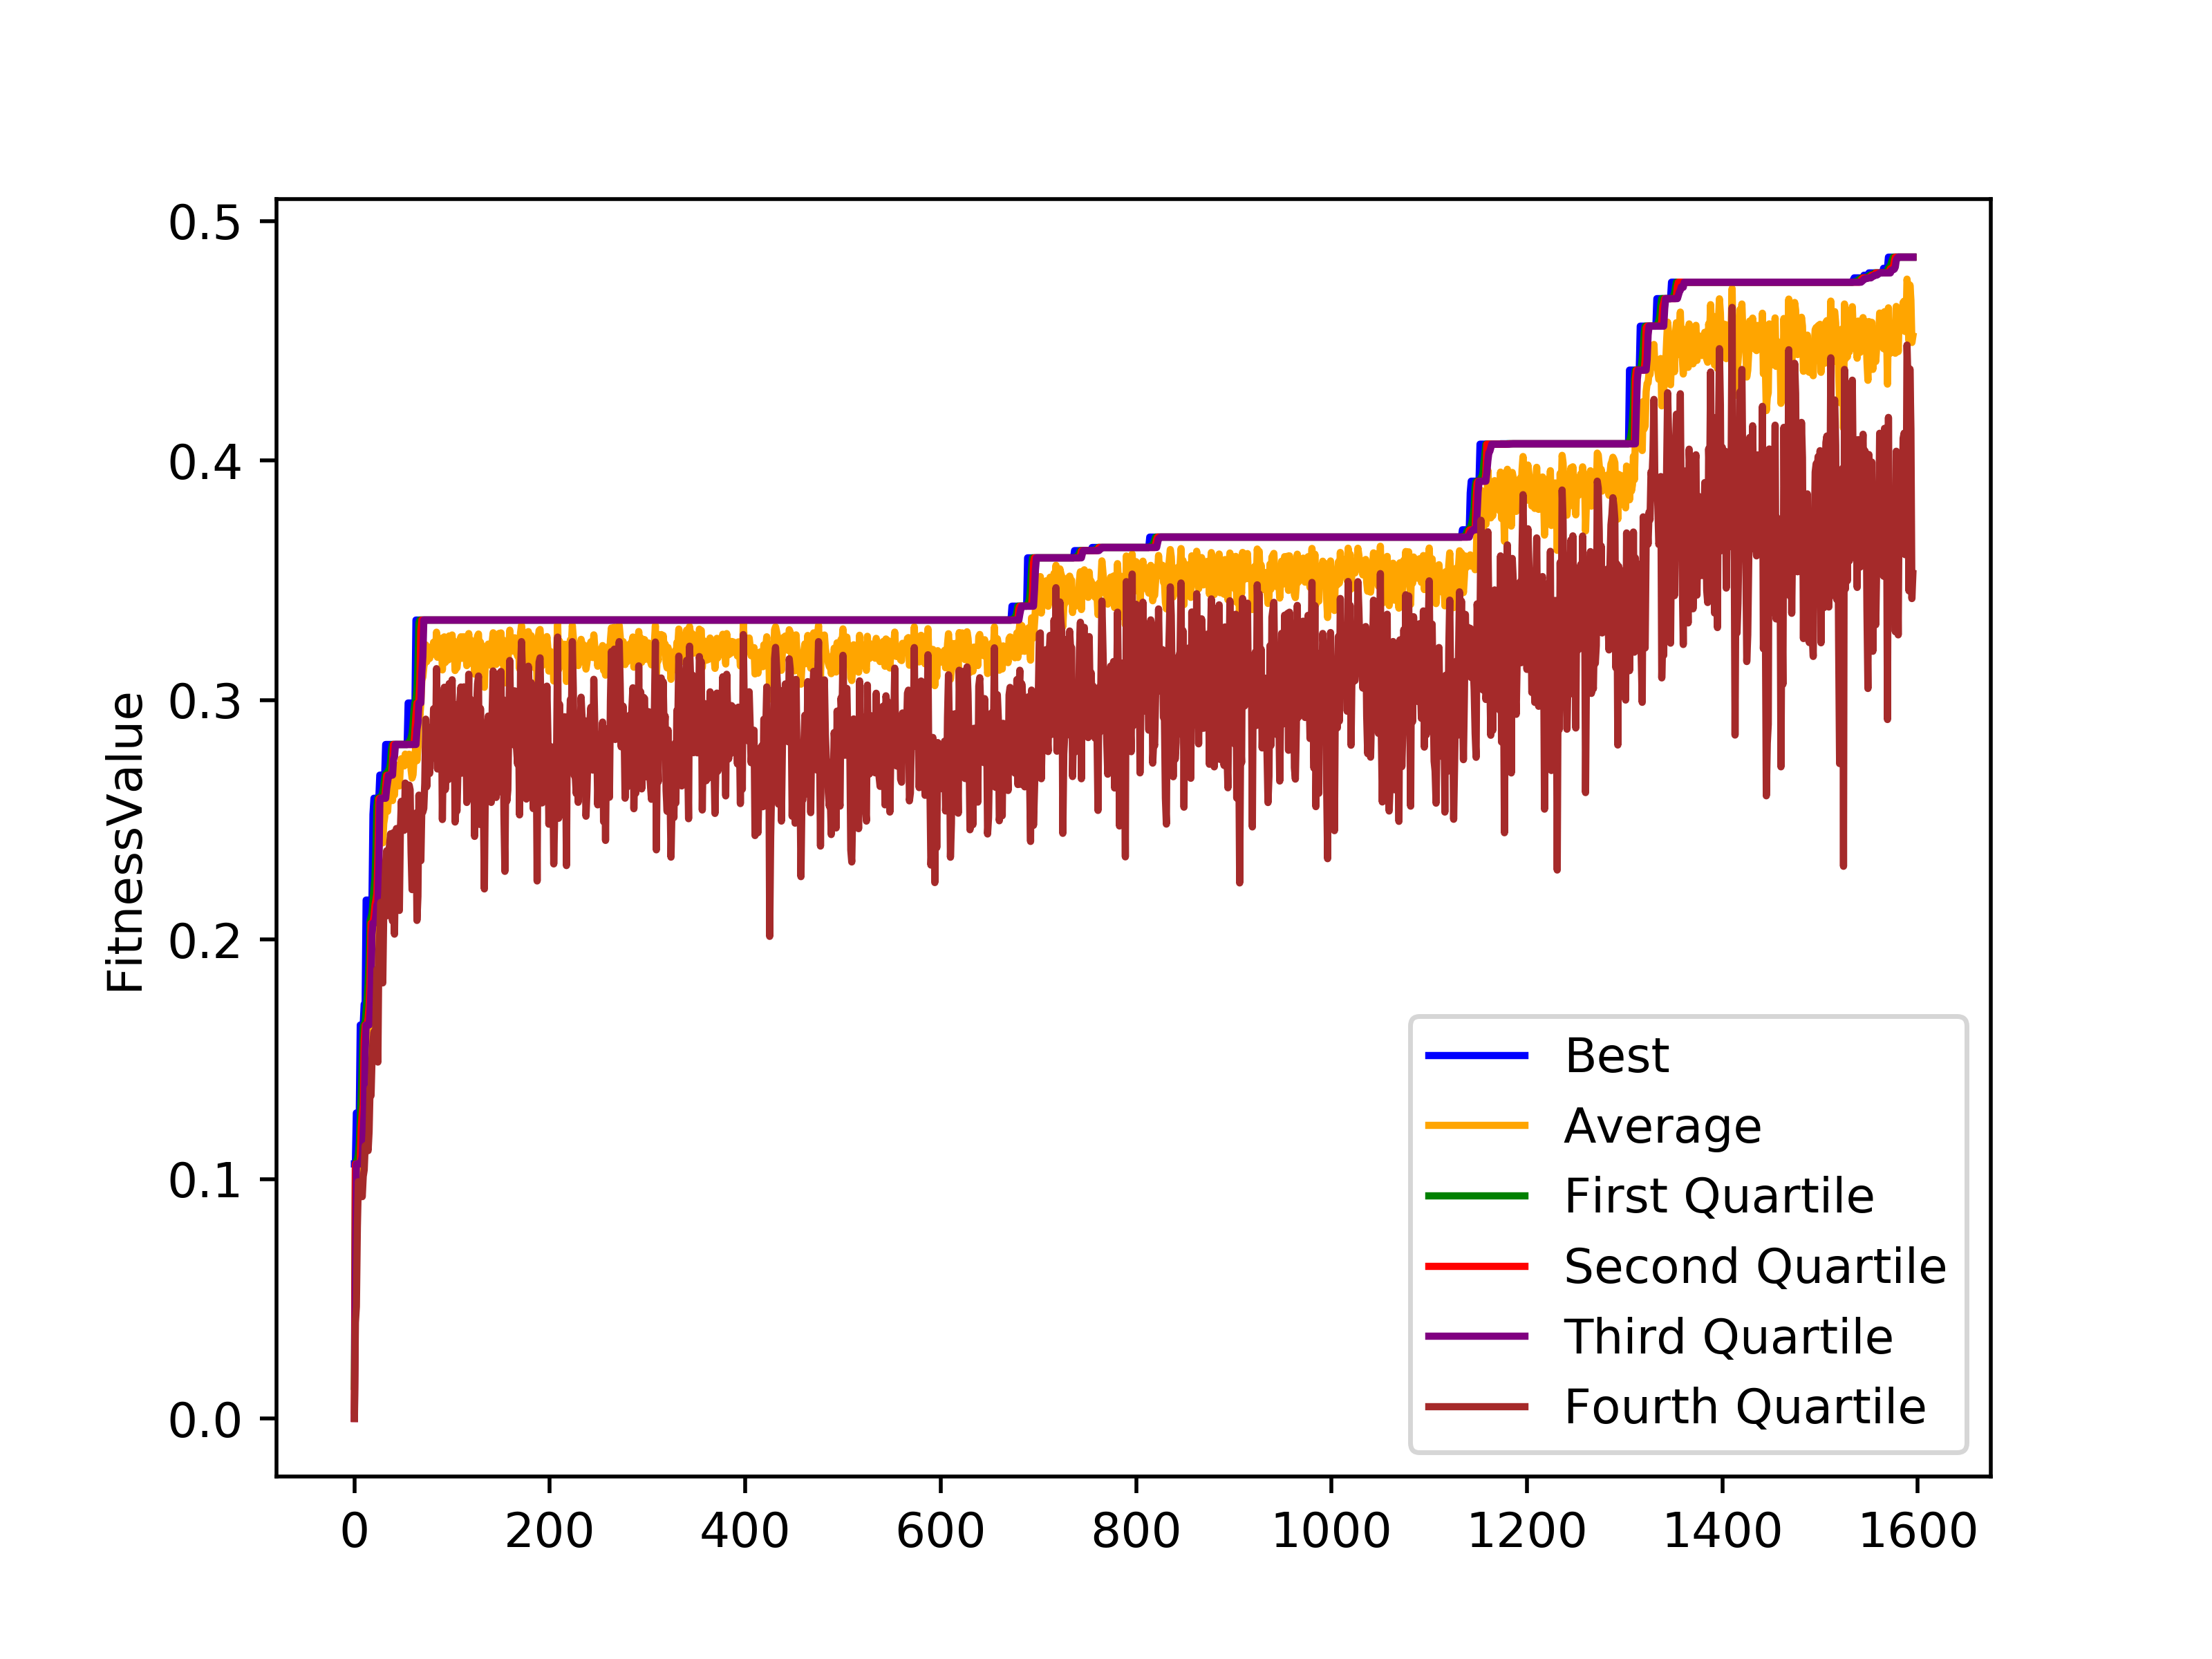 0.5
0.4
0.3
0.2
0.1
0.0
FitnessValue
0 200 400 600 800 1000 1200 1400 1600
Best
Average
First Quartile
Second Quartile
Third Quartile
Fourth Quartile